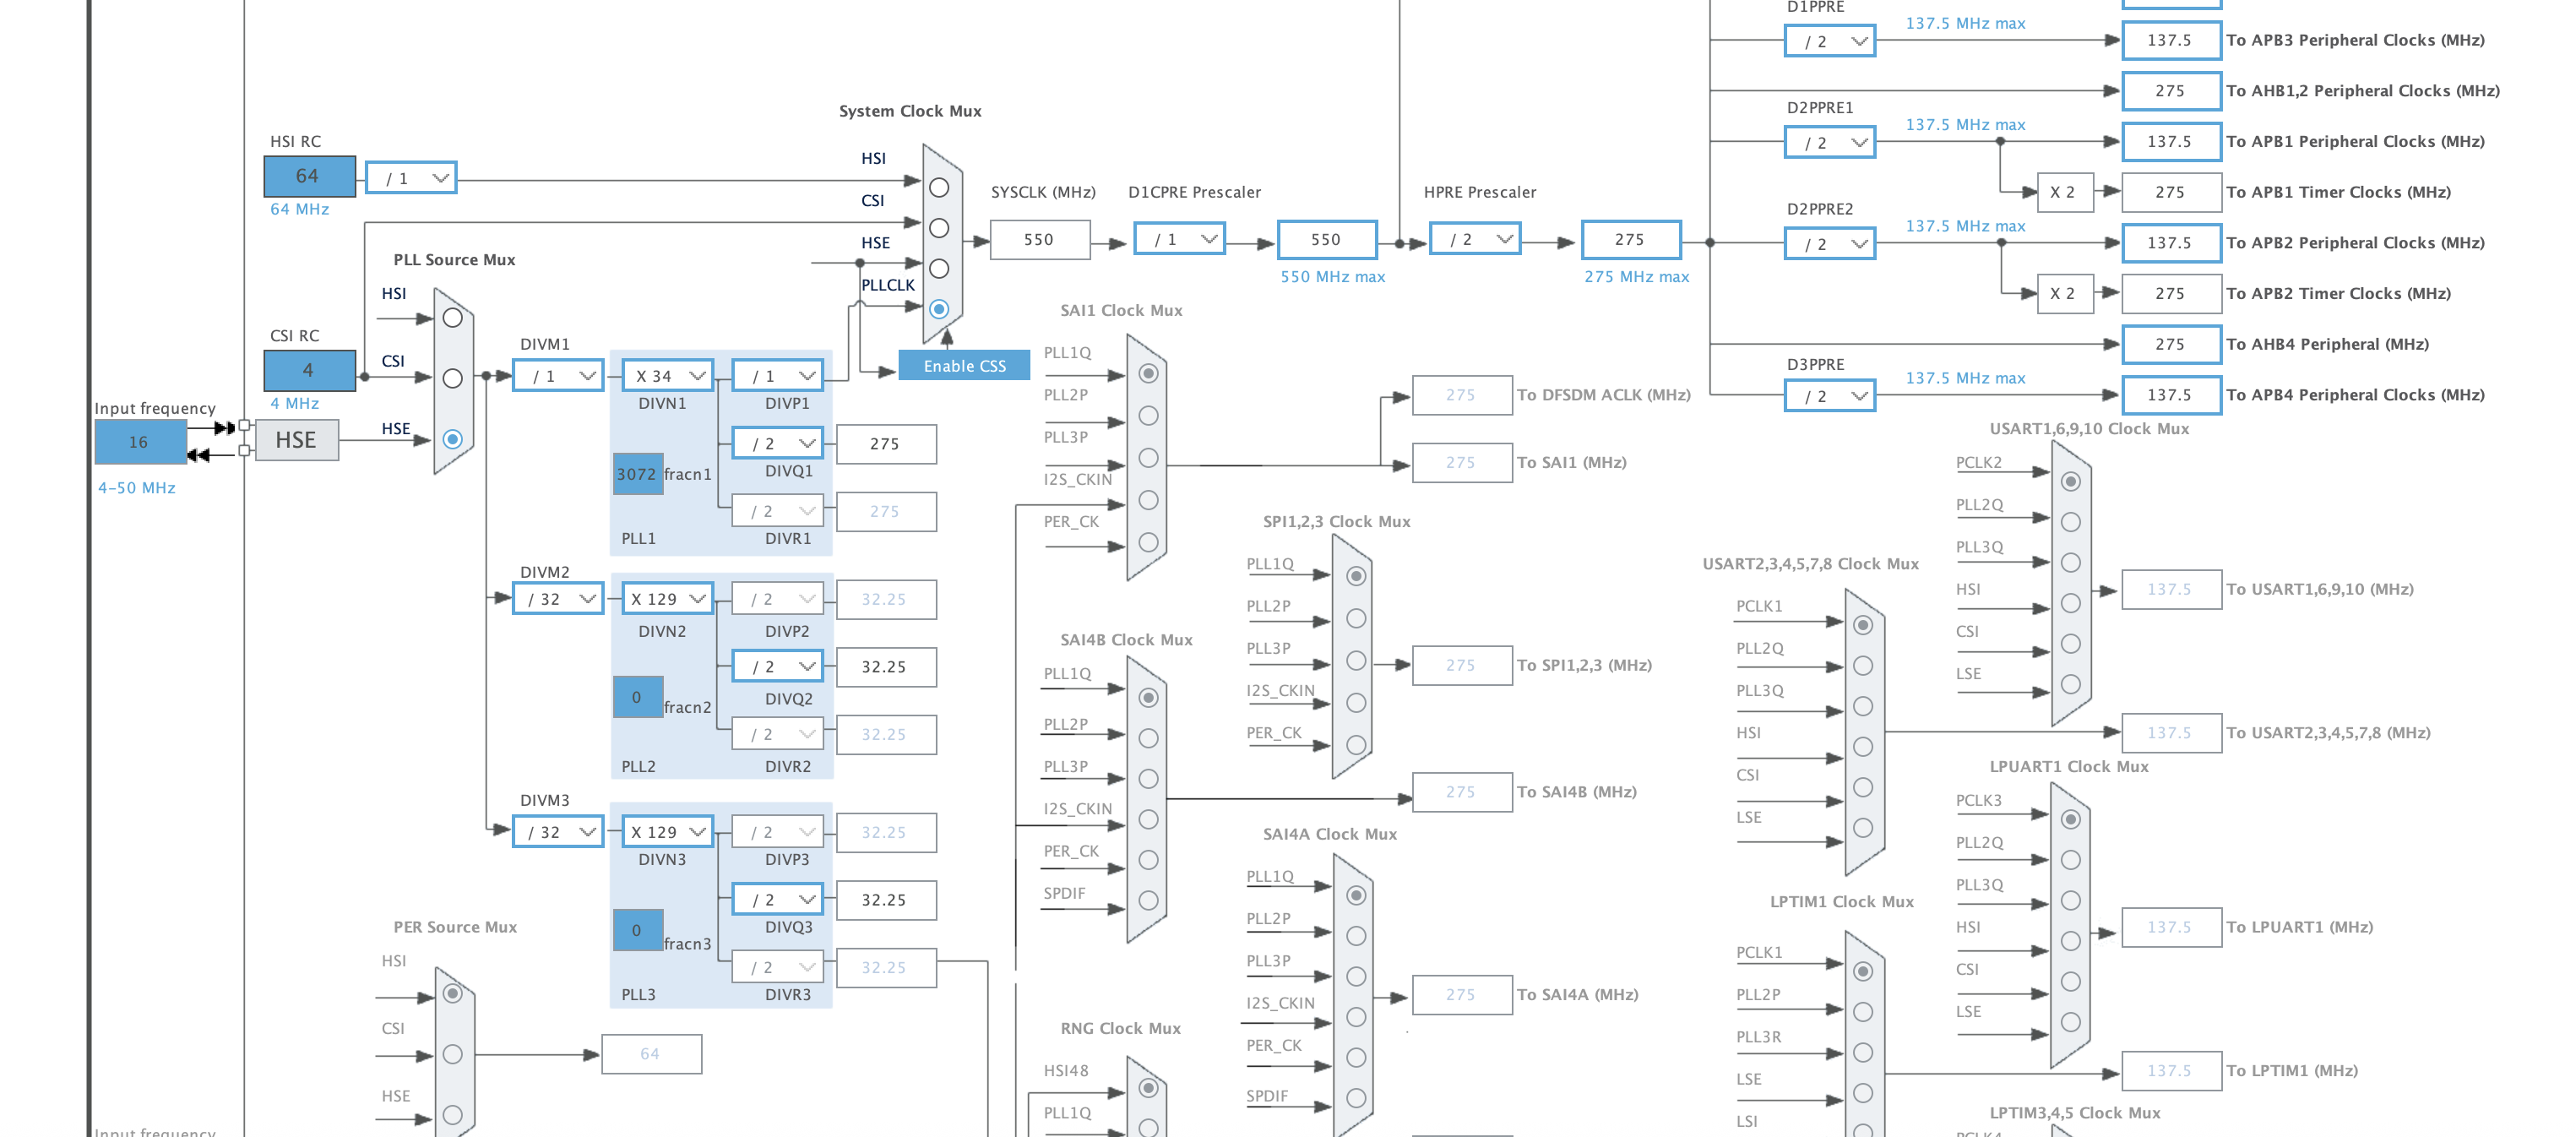 D1PPRE
/ 2
137.5 MHz max
137.5
To APB3 Peripheral Clocks (MHz)
275
To AHB1,2 Peripheral Clocks (MHz)
D2PPRE1
/ 2
137.5 MHz max
137.5
To APB1 Peripheral Clocks (MHz)
X 2
275
To APB1 Timer Clocks (MHz)
D2PPRE2
/ 2
137.5 MHz max
137.5
To APB2 Peripheral Clocks (MHz)
X 2
275
To APB2 Timer Clocks (MHz)
275
To AHB4 Peripheral (MHz)
D3PPRE
/ 2
137.5 MHz max
137.5
To APB4 Peripheral Clocks (MHz)
System Clock Mux
HSI
CSI
HSE
PLLCLK
Enable CSS
SYSCLK (MHz)
550
D1CPRE Prescaler
/ 1
550
550 MHz max
HPRE Prescaler
/ 2
275
275 MHz max
HSI RC
64
64 MHz
/ 1
PLL Source Mux
HSI
CSI
HSE
CSI RC
4
4 MHz
Input frequency
16
4-50 MHz
HSE
DIVM1
/ 1
X 34
DIVN1
/ 1
DIVP1
3072
fracn1
/ 2
DIVQ1
275
/ 2
DIVR1
275
PLL1
DIVM2
/ 32
X 129
DIVN2
/ 2
DIVP2
32.25
0
fracn2
/ 2
DIVQ2
32.25
/ 2
DIVR2
32.25
PLL2
DIVM3
/ 32
X 129
DIVN3
/ 2
DIVP3
32.25
0
fracn3
/ 2
DIVQ3
32.25
/ 2
DIVR3
32.25
PLL3
PER Source Mux
HSI
CSI
HSE
64
Input frequency
SAI1 Clock Mux
PLL1Q
PLL2P
PLL3P
I2S_CKIN
PER_CK
275
To DFSDM ACLK (MHz)
275
To SAI1 (MHz)
SPI1,2,3 Clock Mux
PLL1Q
PLL2P
PLL3P
I2S_CKIN
PER_CK
275
To SPI1,2,3 (MHz)
SAI4B Clock Mux
PLL1Q
PLL2P
PLL3P
I2S_CKIN
PER_CK
SPDIF
275
To SAI4B (MHz)
SAI4A Clock Mux
PLL1Q
PLL2P
PLL3P
I2S_CKIN
PER_CK
SPDIF
275
To SAI4A (MHz)
RNG Clock Mux
HSI48
PLL1Q
USART1,6,9,10 Clock Mux
PCLK2
PLL2Q
PLL3Q
HSI
CSI
LSE
137.5
To USART1,6,9,10 (MHz)
USART2,3,4,5,7,8 Clock Mux
PCLK1
PLL2Q
PLL3Q
HSI
CSI
LSE
137.5
To USART2,3,4,5,7,8 (MHz)
LPUART1 Clock Mux
PCLK3
PLL2Q
PLL3Q
HSI
CSI
LSE
137.5
To LPUART1 (MHz)
LPTIM1 Clock Mux
PCLK1
PLL2P
PLL3R
LSE
LSI
137.5
To LPTIM1 (MHz)
LPTIM3,4,5 Clock Mux
PCLK4